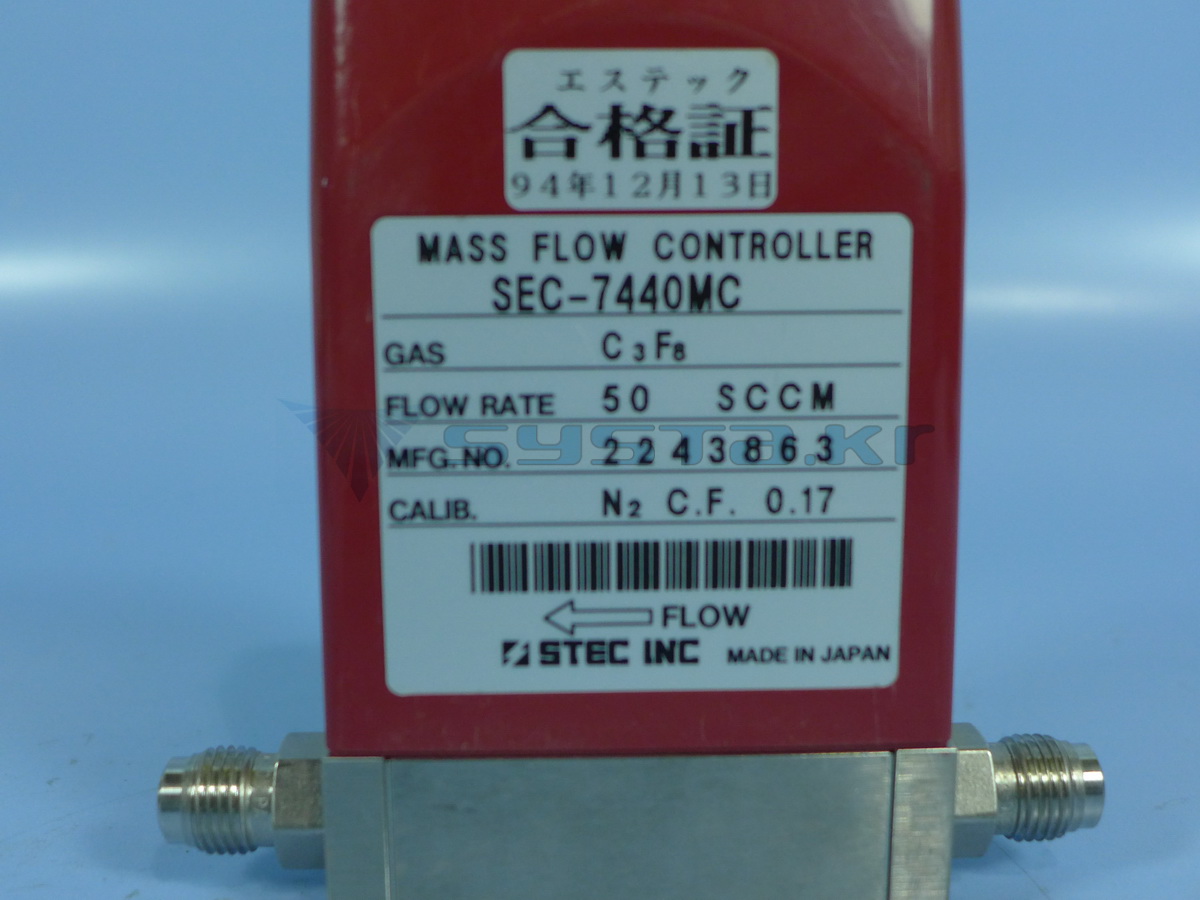 エステック
合格証
94年12月13日
MASS FLOW CONTROLLER
SEC-7440MC
GAS C₃F₈
FLOW RATE 50 SCCM
systa.kr
MFG.NO. 2243863
CALIB. N₂ C.F. 0.17
FLOW
STEC INC MADE IN JAPAN